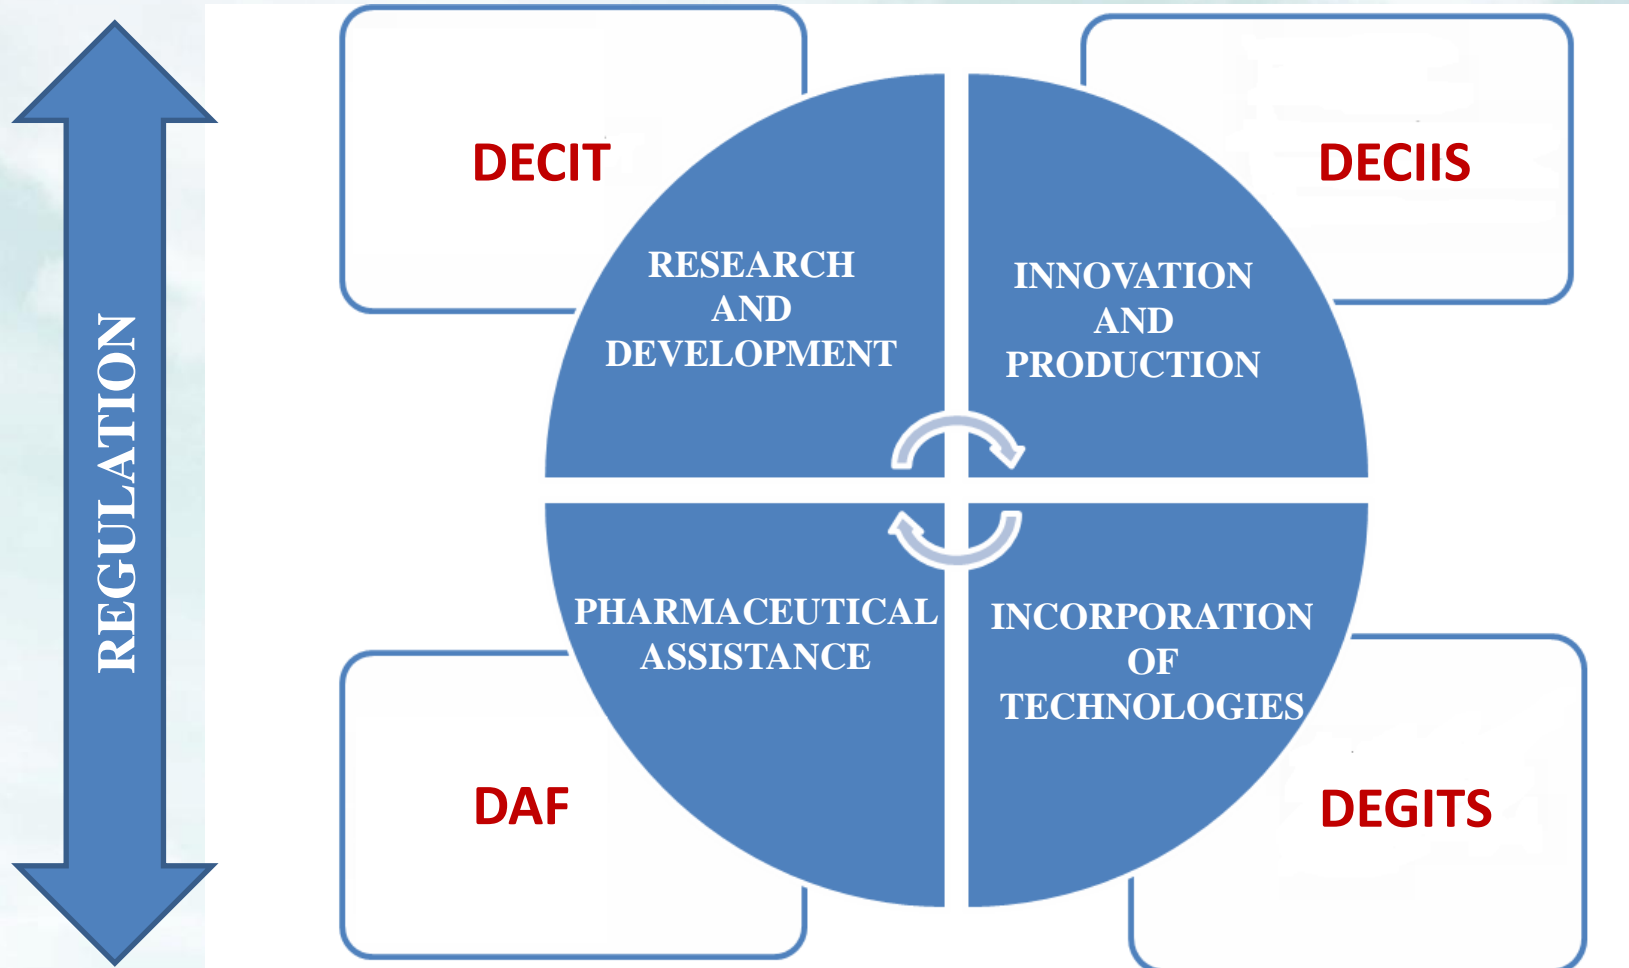 REGULATION
DECIT
DECIIS
RESEARCH
AND
DEVELOPMENT
INNOVATION
AND
PRODUCTION
PHARMACEUTICAL
ASSISTANCE
INCORPORATION
OF
TECHNOLOGIES
DAF
DEGITS